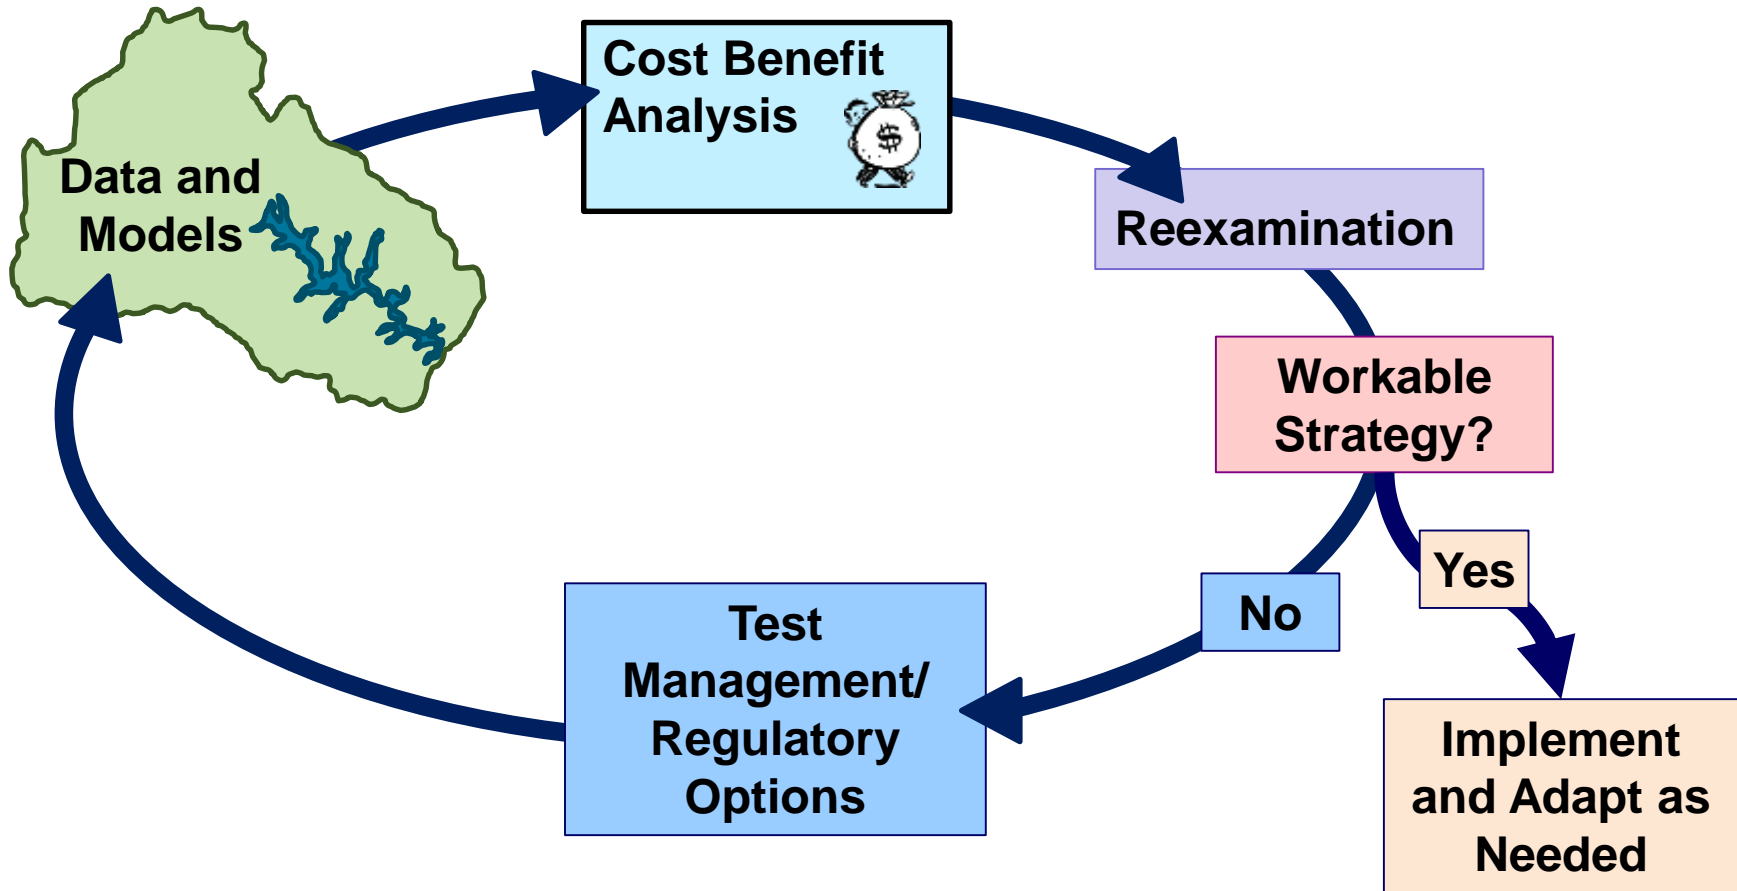 Data and
Models
Cost Benefit
Analysis
$
Reexamination
Workable
Strategy?
Yes
No
Test
Management/
Regulatory
Options
Implement
and Adapt as
Needed